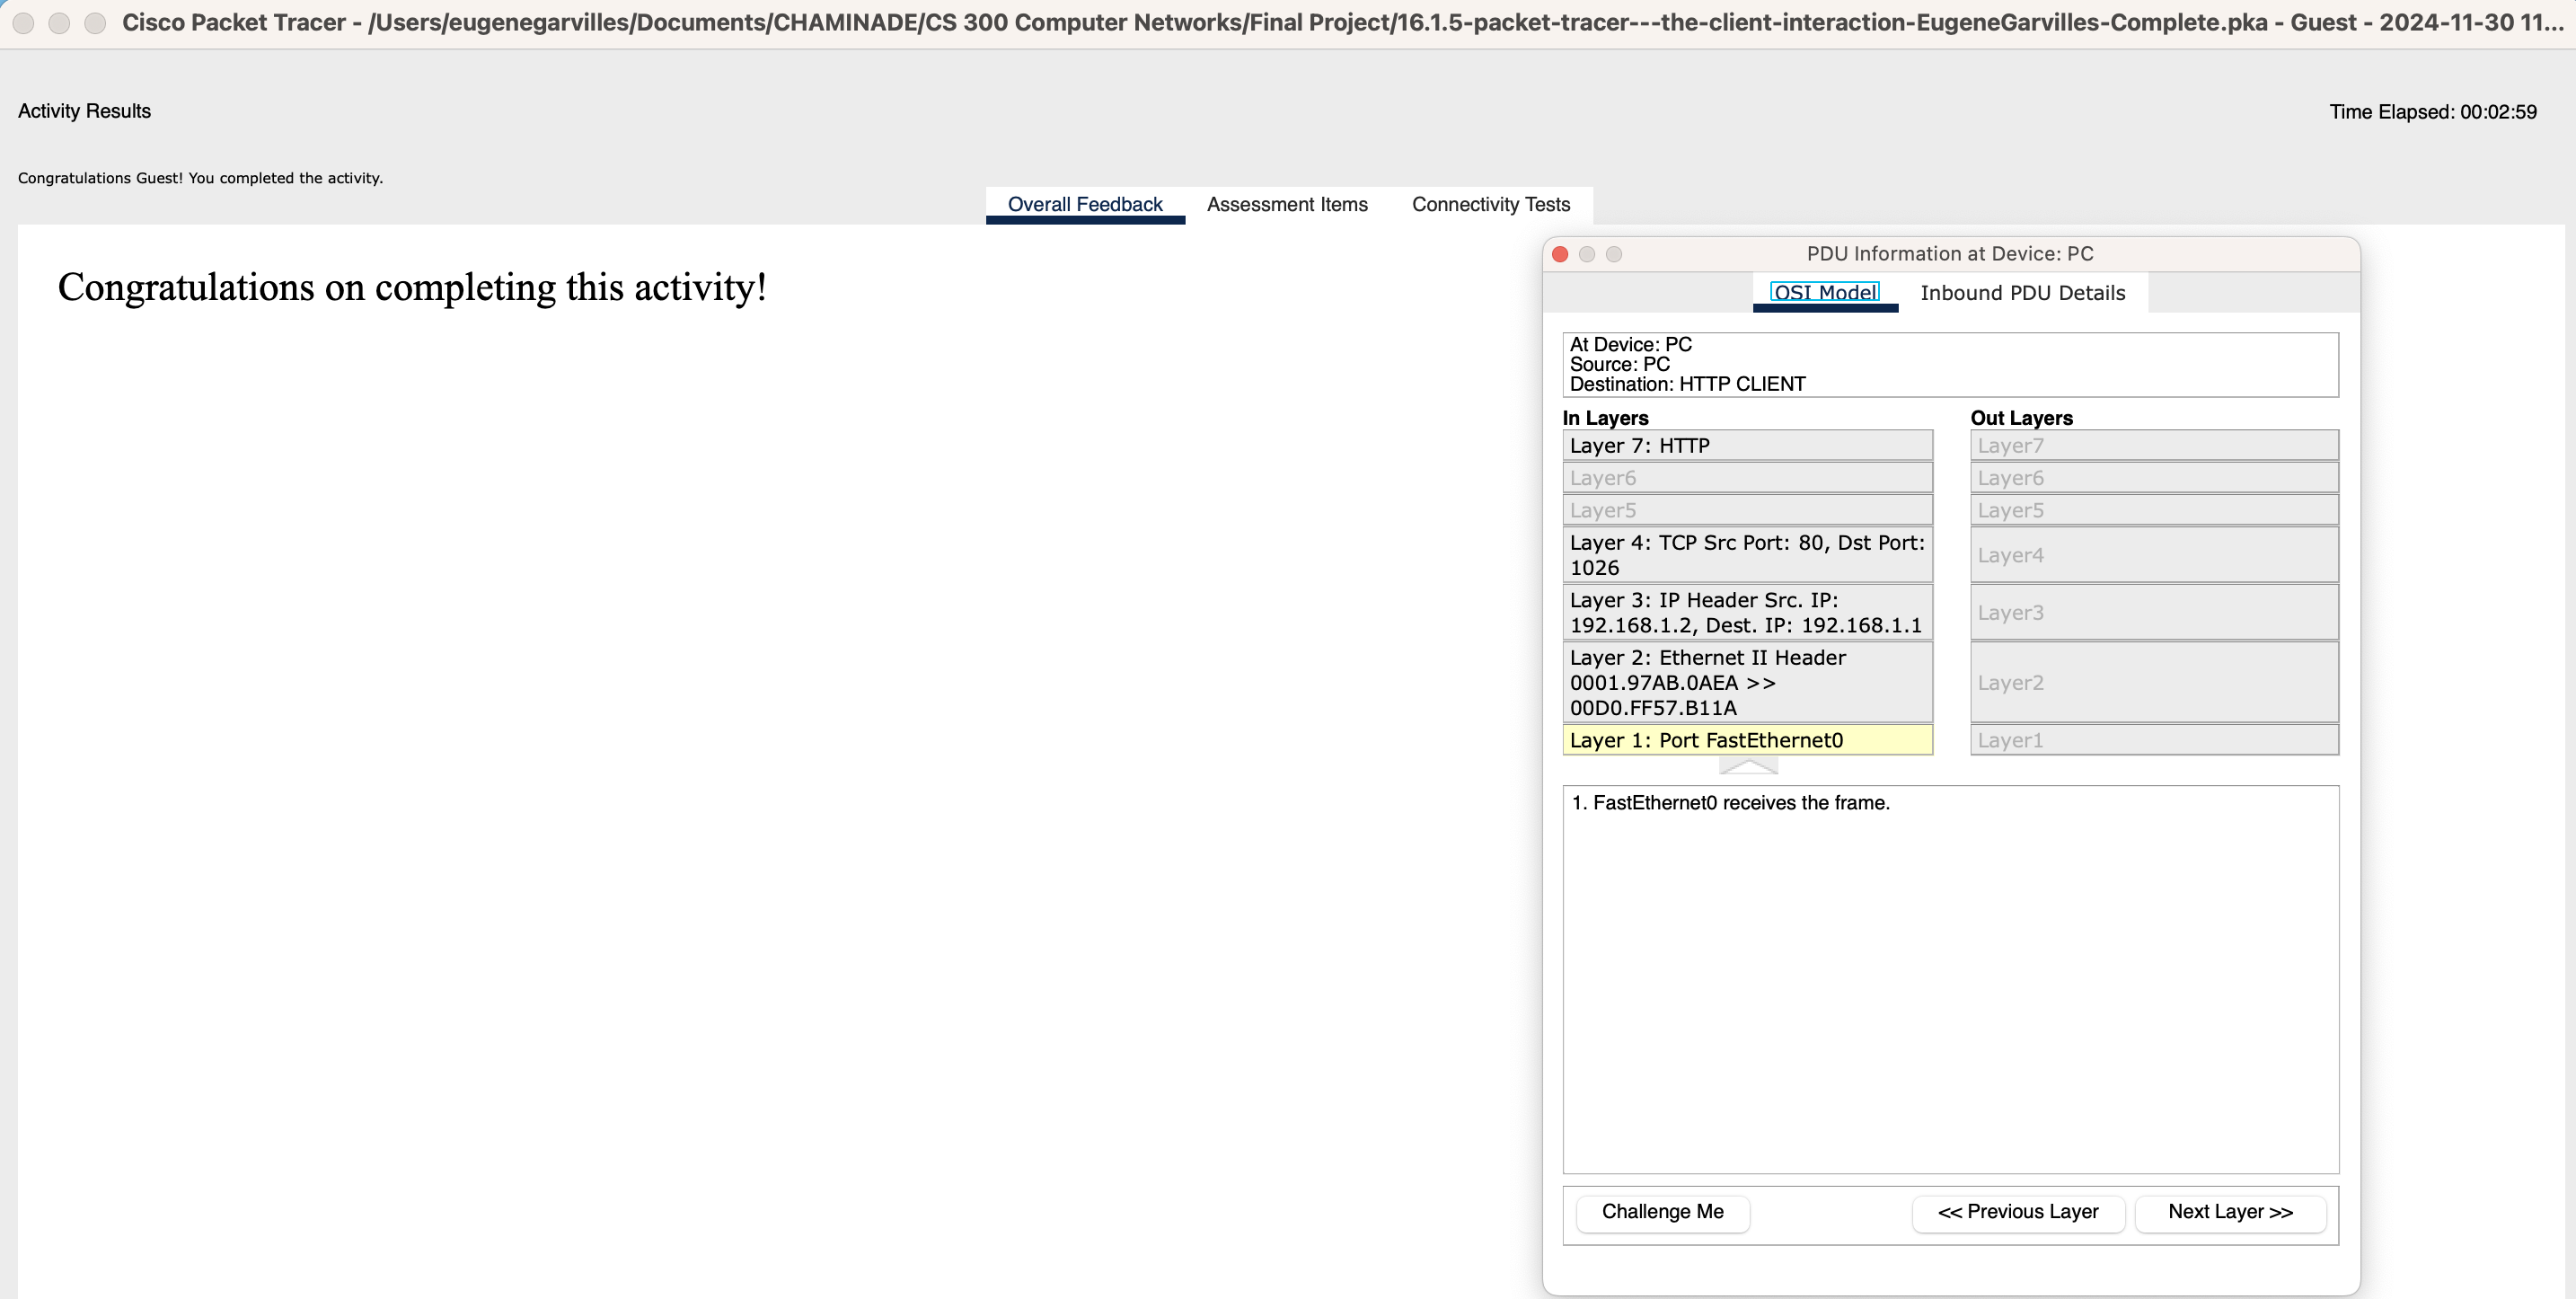 Cisco Packet Tracer - /Users/eugenegarvilles/Documents/CHAMINADE/CS 300 Computer Networks/Final Project/16.1.5-packet-tracer---the-client-interaction-EugeneGarvilles-Complete.pka - Guest - 2024-11-30 11...
Activity Results
Time Elapsed: 00:02:59
Congratulations Guest! You completed the activity.
Overall Feedback
Assessment Items
Connectivity Tests
Congratulations on completing this activity!
PDU Information at Device: PC
OSI Model
Inbound PDU Details
At Device: PC
Source: PC
Destination: HTTP CLIENT
In Layers
Layer 7: HTTP
Layer6
Layer5
Layer 4: TCP Src Port: 80, Dst Port:
1026
Layer 3: IP Header Src. IP:
192.168.1.2, Dest. IP: 192.168.1.1
Layer 2: Ethernet II Header
0001.97AB.0AEA >>
00D0.FF57.B11A
Layer 1: Port FastEthernet0
Out Layers
Layer7
Layer6
Layer5
Layer4
Layer3
Layer2
Layer1
1. FastEthernet0 receives the frame.
Challenge Me
<< Previous Layer
Next Layer >>